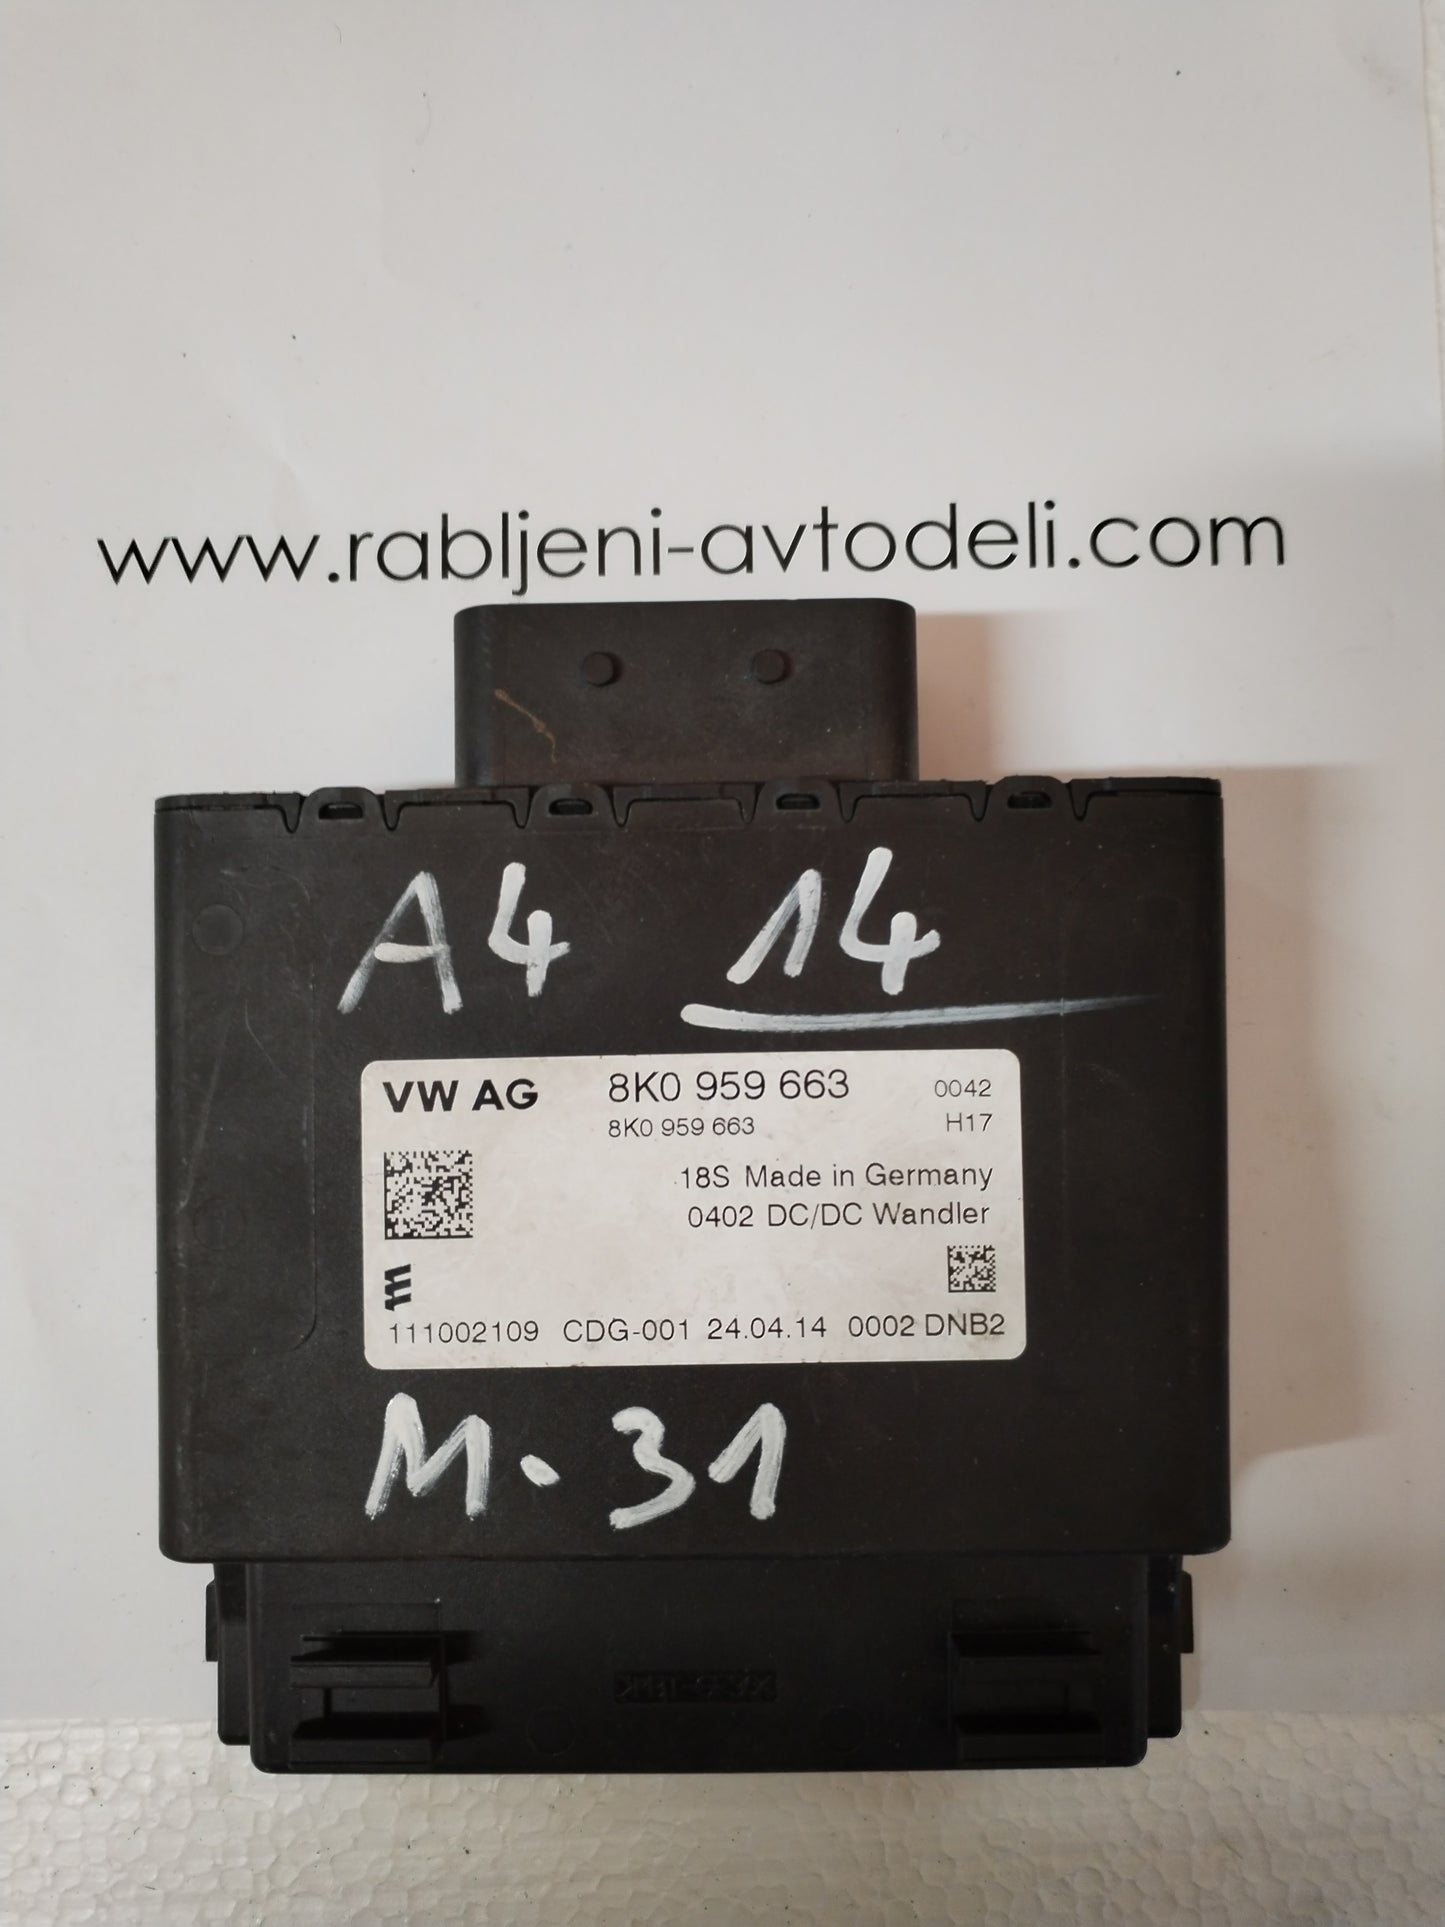 www.rabljeni-avtodeli.com
A4 14
VW AG 8K0 959 663 0042
8K0 959 663 H17
18S Made in Germany
0402 DC/DC Wandler
111002109 CDG-001 24.04.14 0002 DNB2
M. 31